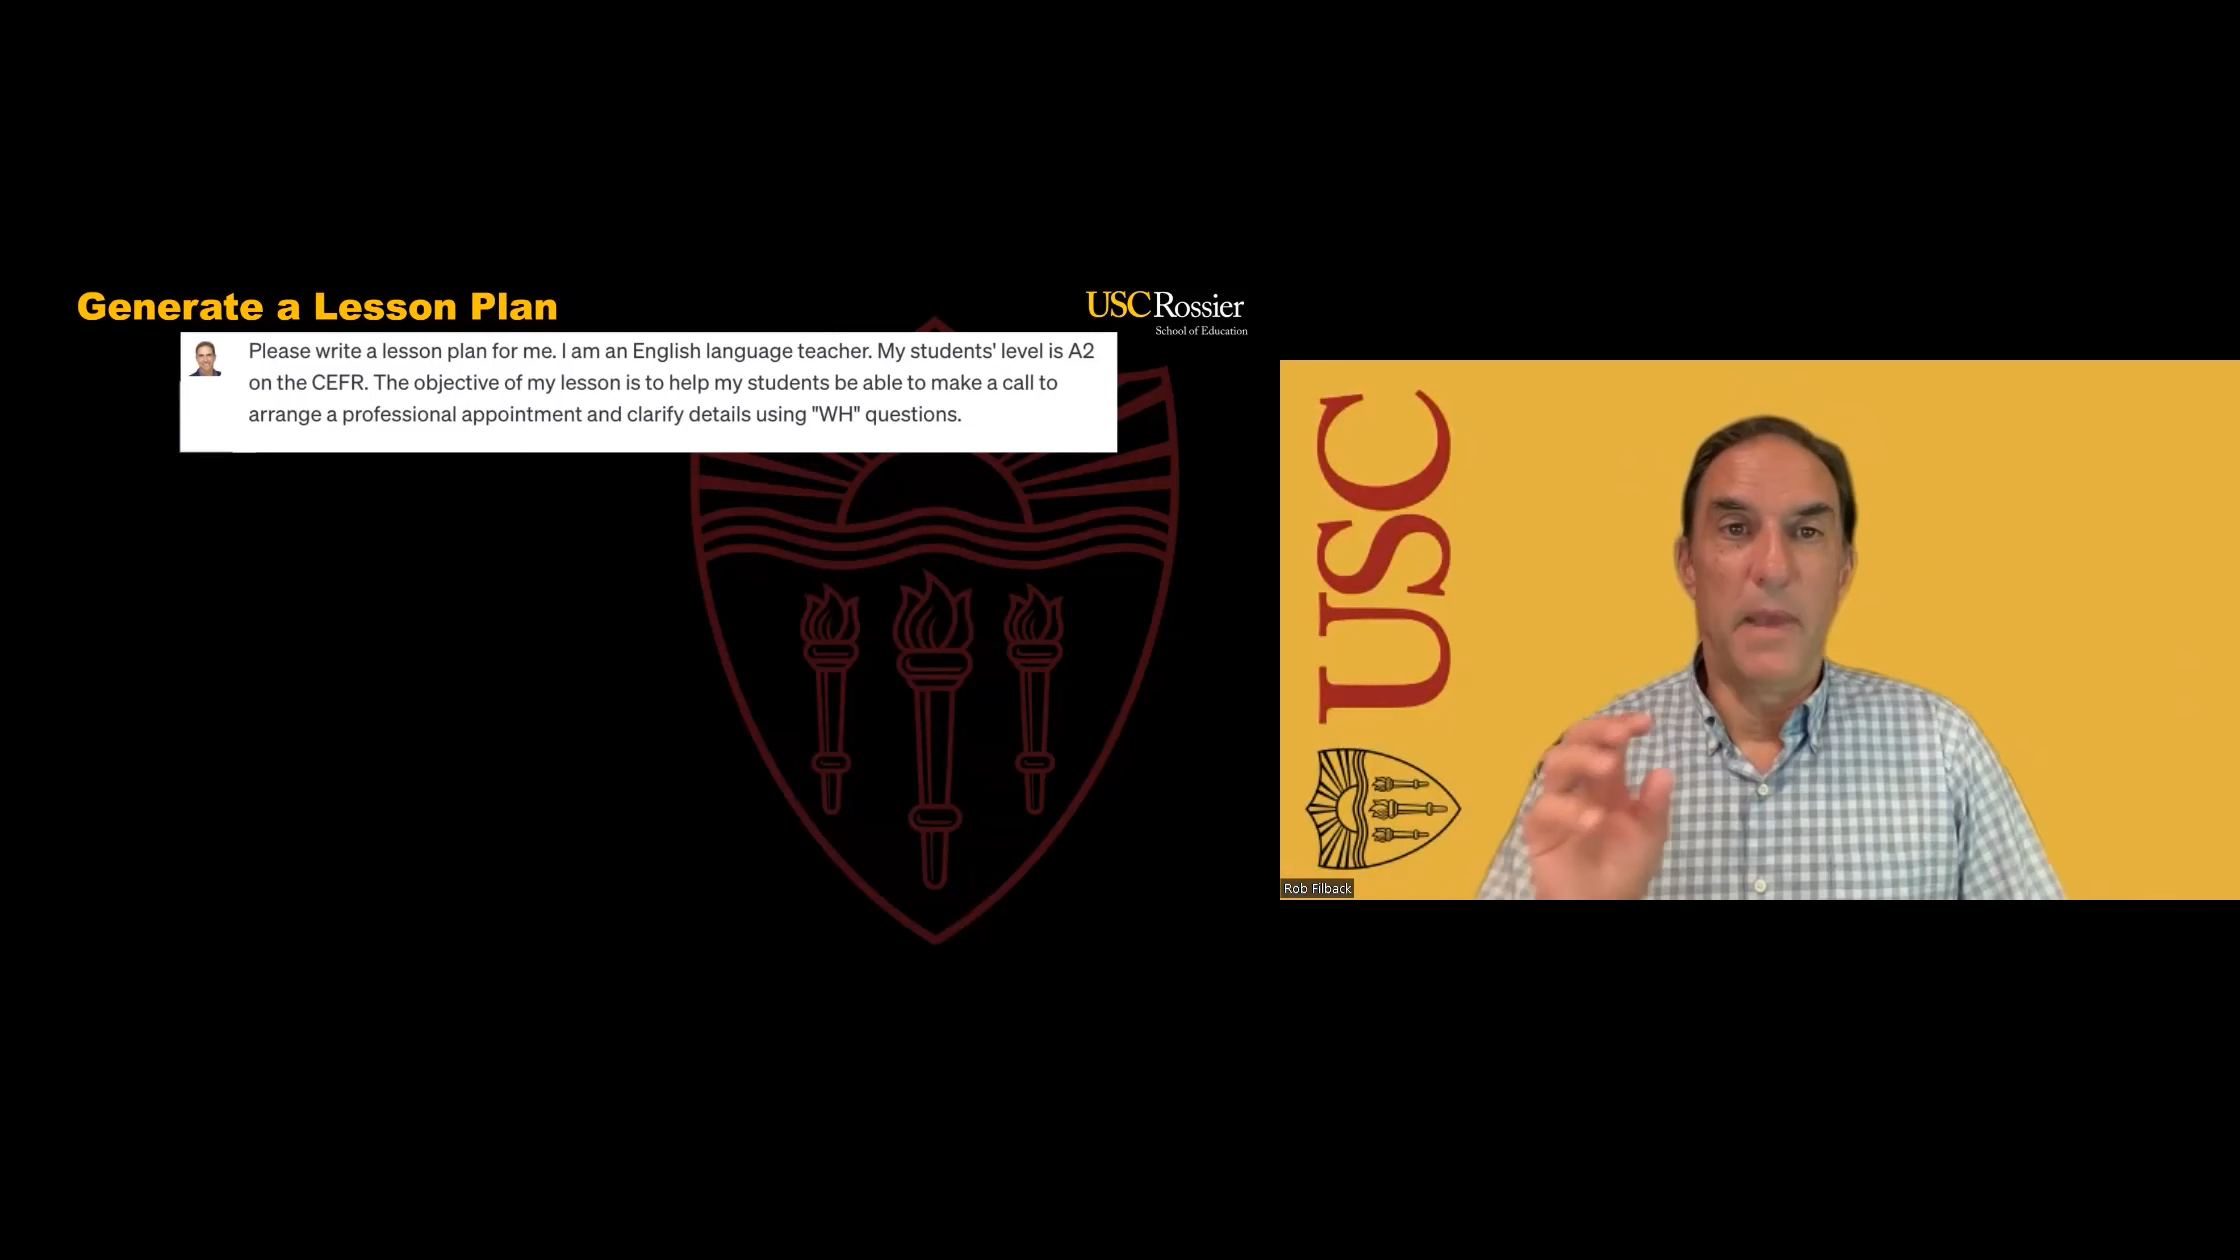 Generate a Lesson Plan
USC Rossier
School of Education
Please write a lesson plan for me. I am an English language teacher. My students' level is A2
on the CEFR. The objective of my lesson is to help my students be able to make a call to
arrange a professional appointment and clarify details using "WH" questions.
USC
Rob Filback